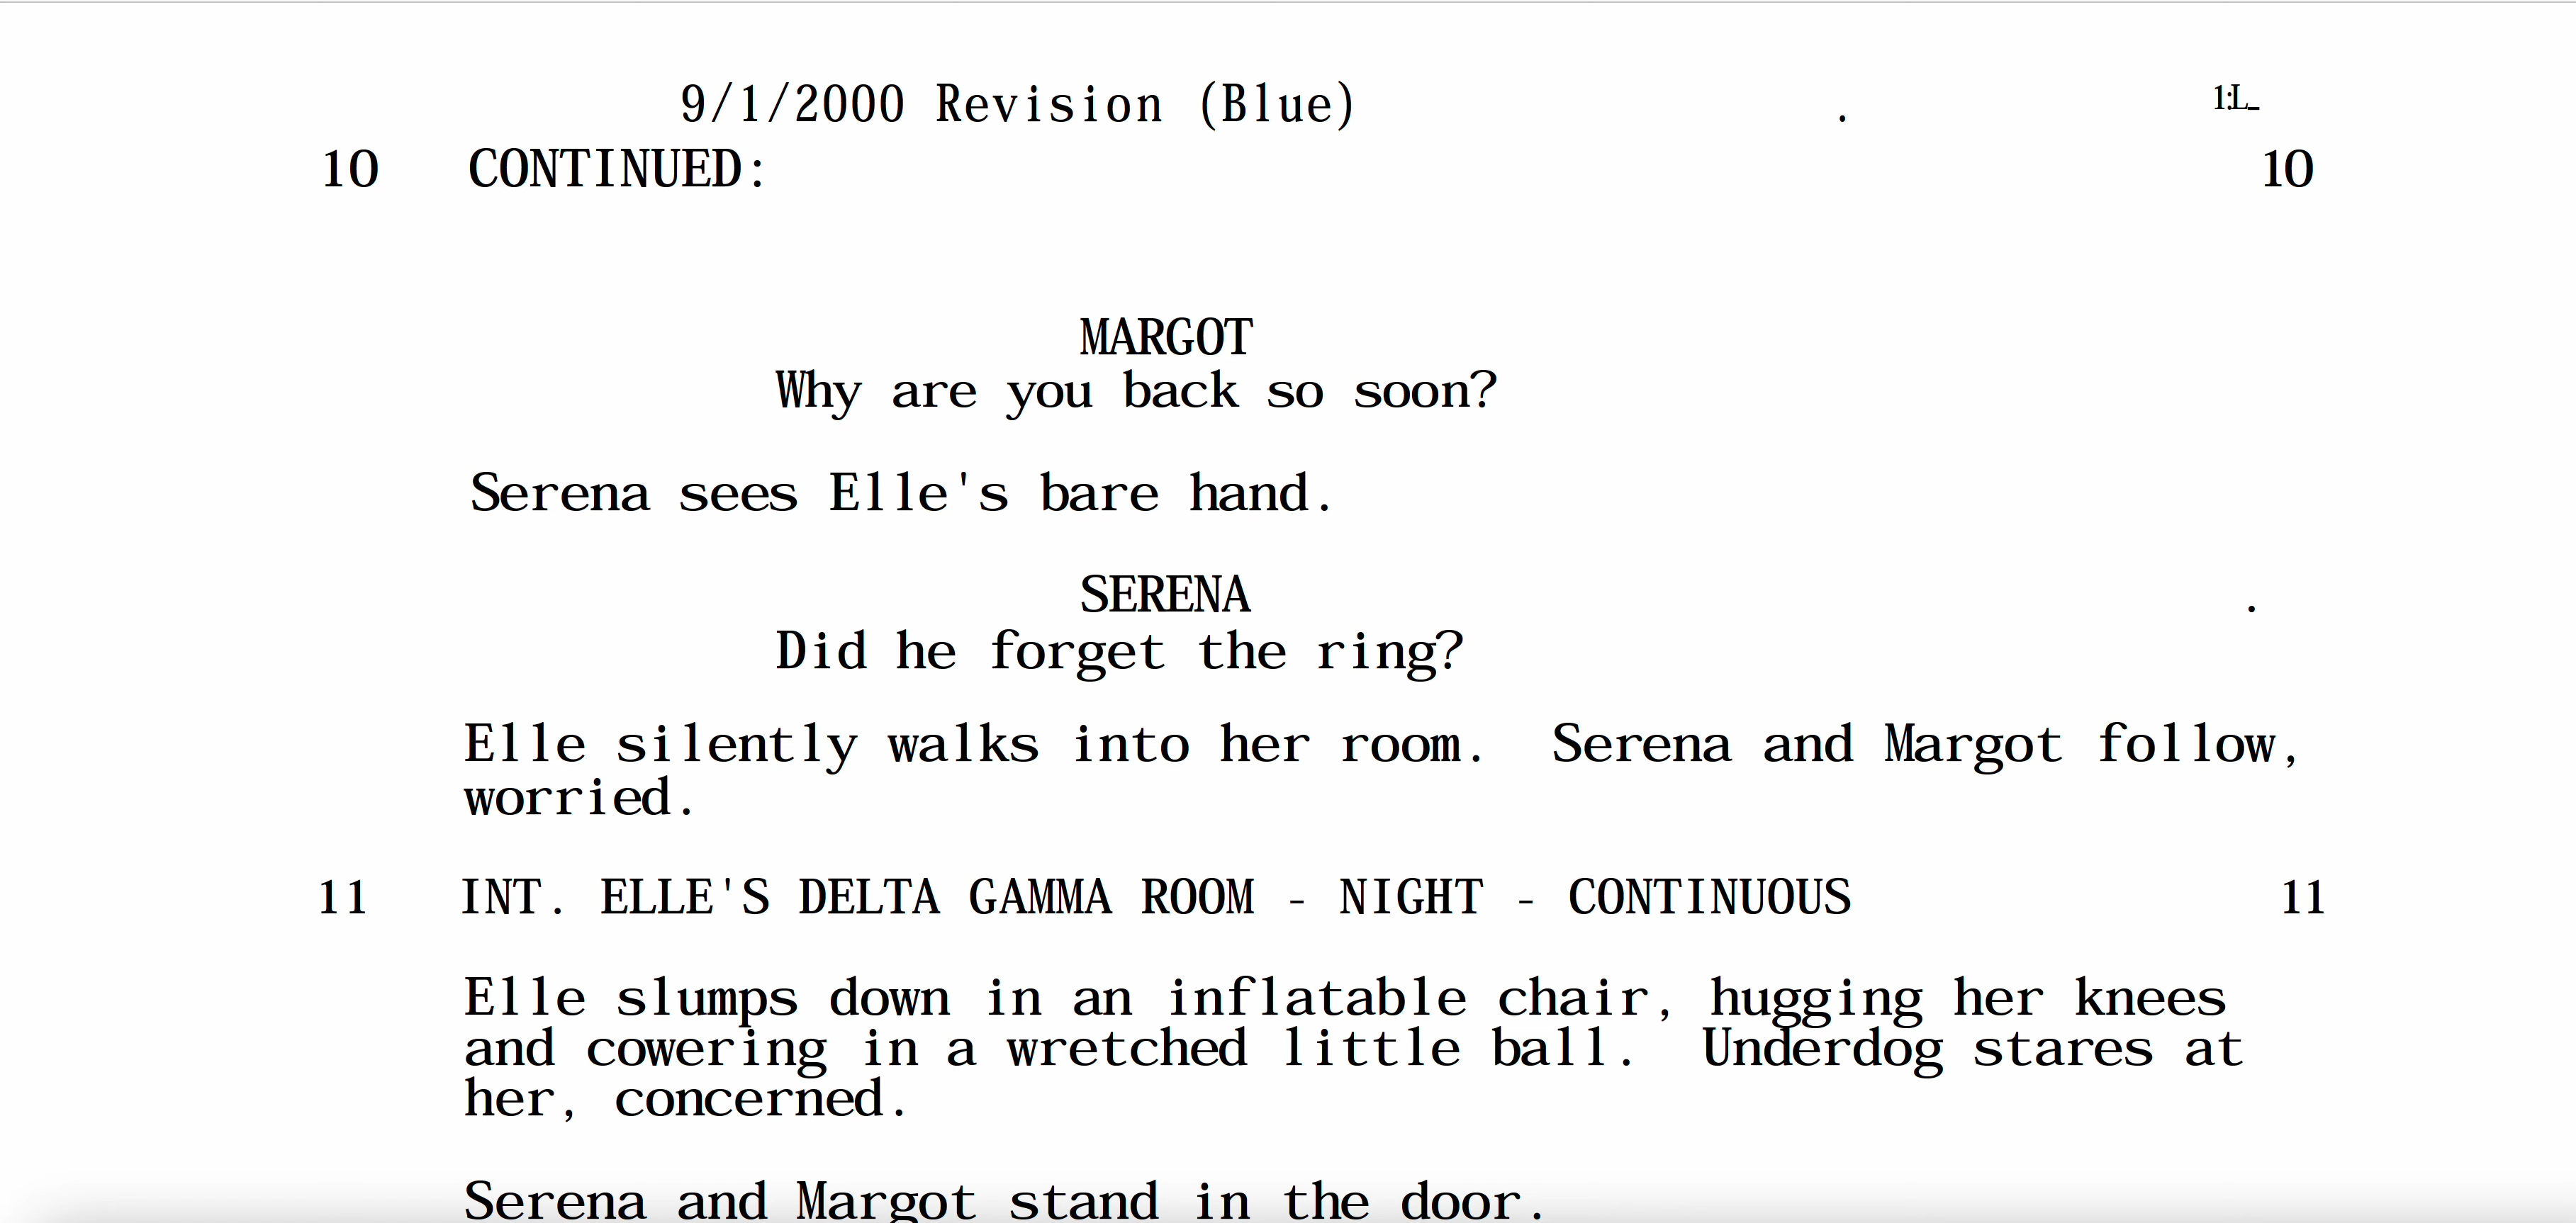 9/1/2000 Revision (Blue) .
10 CONTINUED: 10
MARGOT
Why are you back so soon?
Serena sees Elle's bare hand.
SERENA .
Did he forget the ring?
Elle silently walks into her room. Serena and Margot follow,
worried.
11 INT. ELLE'S DELTA GAMMA ROOM - NIGHT - CONTINUOUS 11
Elle slumps down in an inflatable chair, hugging her knees
and cowering in a wretched little ball. Underdog stares at
her, concerned.
Serena and Margot stand in the door.